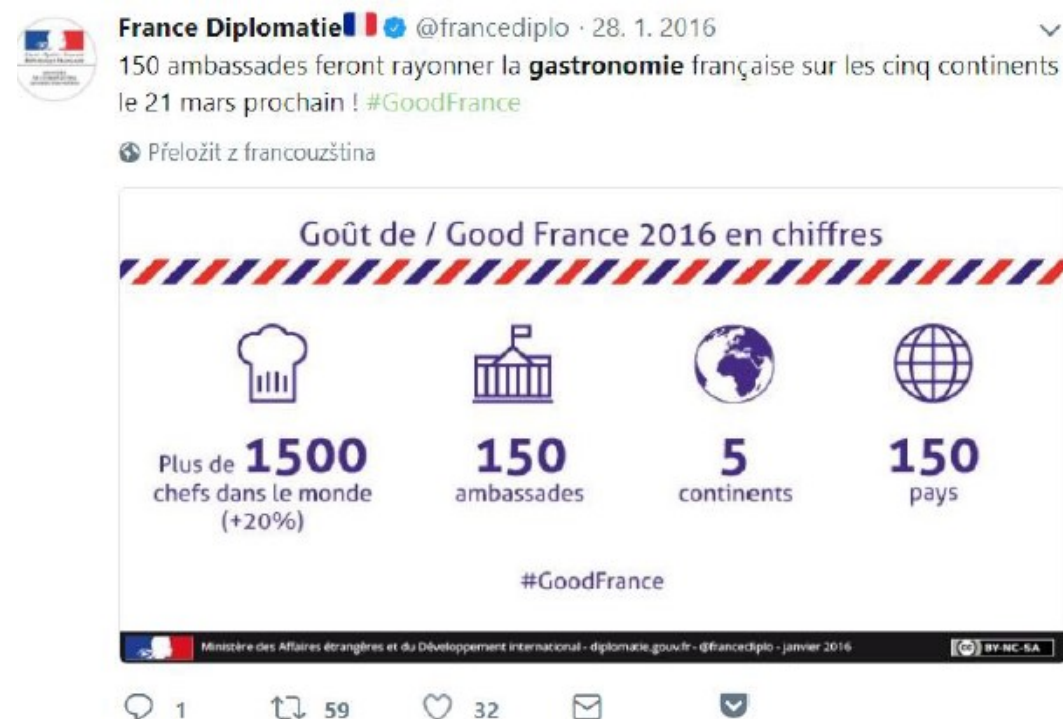 France Diplomatie @francediplo · 28. 1. 2016
150 ambassades feront rayonner la gastronomie française sur les cinq continents
le 21 mars prochain ! #GoodFrance
Přeložit z francouzština
Goût de / Good France 2016 en chiffres
Plus de 1500
chefs dans le monde
(+20%)
150
ambassades
5
continents
150
pays
#GoodFrance
Ministère des Affaires étrangères et du Développement international - diplomatie.gouv.fr - @francediplo - janvier 2016
cc BY-NC-SA
1 59 32